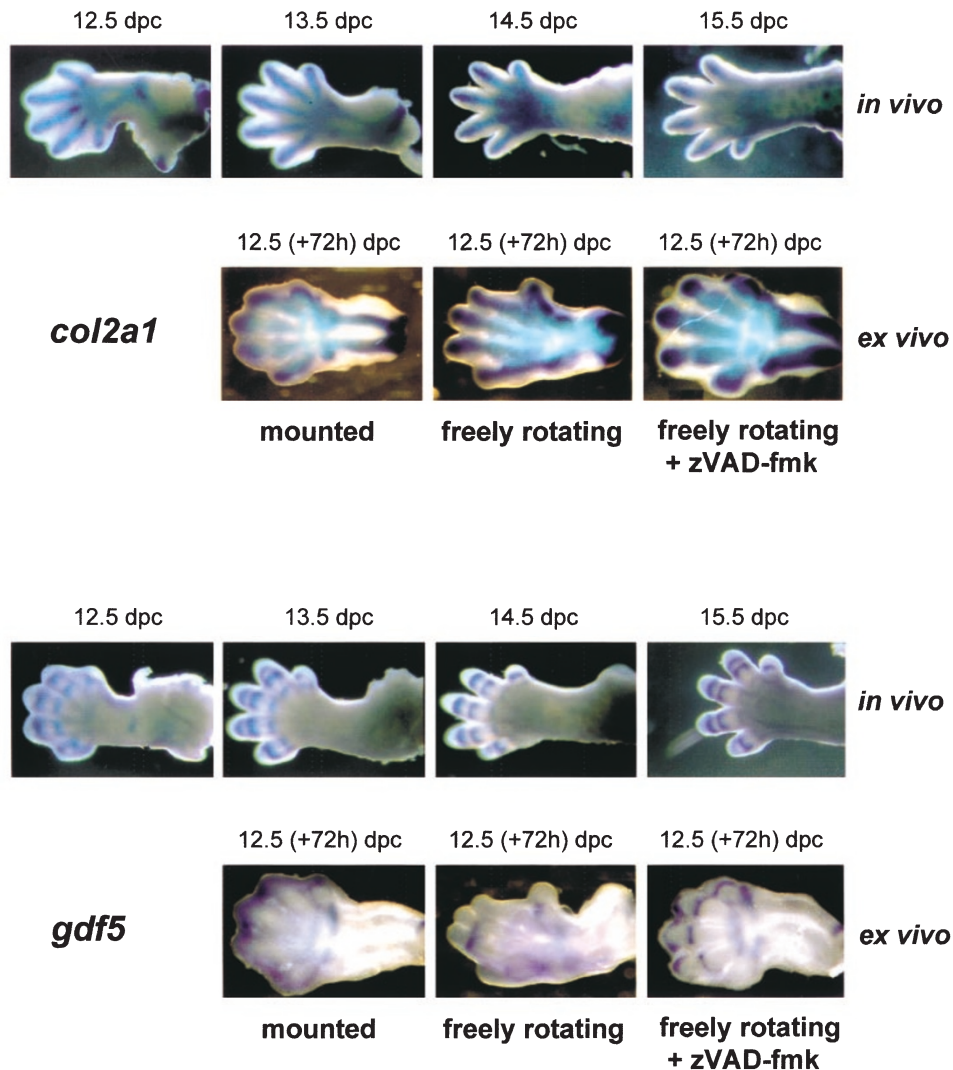 12.5 dpc 13.5 dpc 14.5 dpc 15.5 dpc
in vivo
12.5 (+72h) dpc 12.5 (+72h) dpc 12.5 (+72h) dpc
col2a1
ex vivo
mounted freely rotating freely rotating
+ zVAD-fmk
12.5 dpc 13.5 dpc 14.5 dpc 15.5 dpc
in vivo
12.5 (+72h) dpc 12.5 (+72h) dpc 12.5 (+72h) dpc
gdf5
ex vivo
mounted freely rotating freely rotating
+ zVAD-fmk